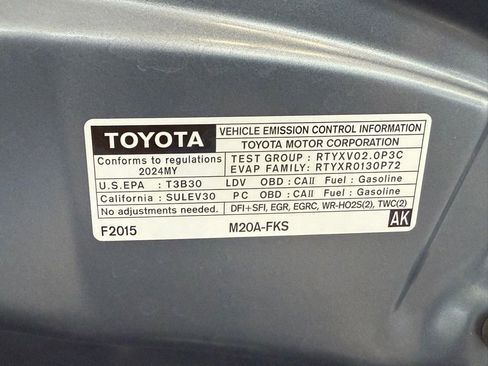 TOYOTA
VEHICLE EMISSION CONTROL INFORMATION
TOYOTA MOTOR CORPORATION
Conforms to regulations
2024MY
TEST GROUP : RTYXV02.0P3C
EVAP FAMILY: RTYXR0130P72
U.S.EPA : T3B30 LDV OBD : CAII Fuel : Gasoline
California : SULEV30 PC OBD : CAII Fuel : Gasoline
No adjustments needed. DFI+SFI, EGR, EGRC, WR-HO2S(2), TWC(2)
F2015 M20A-FKS AK